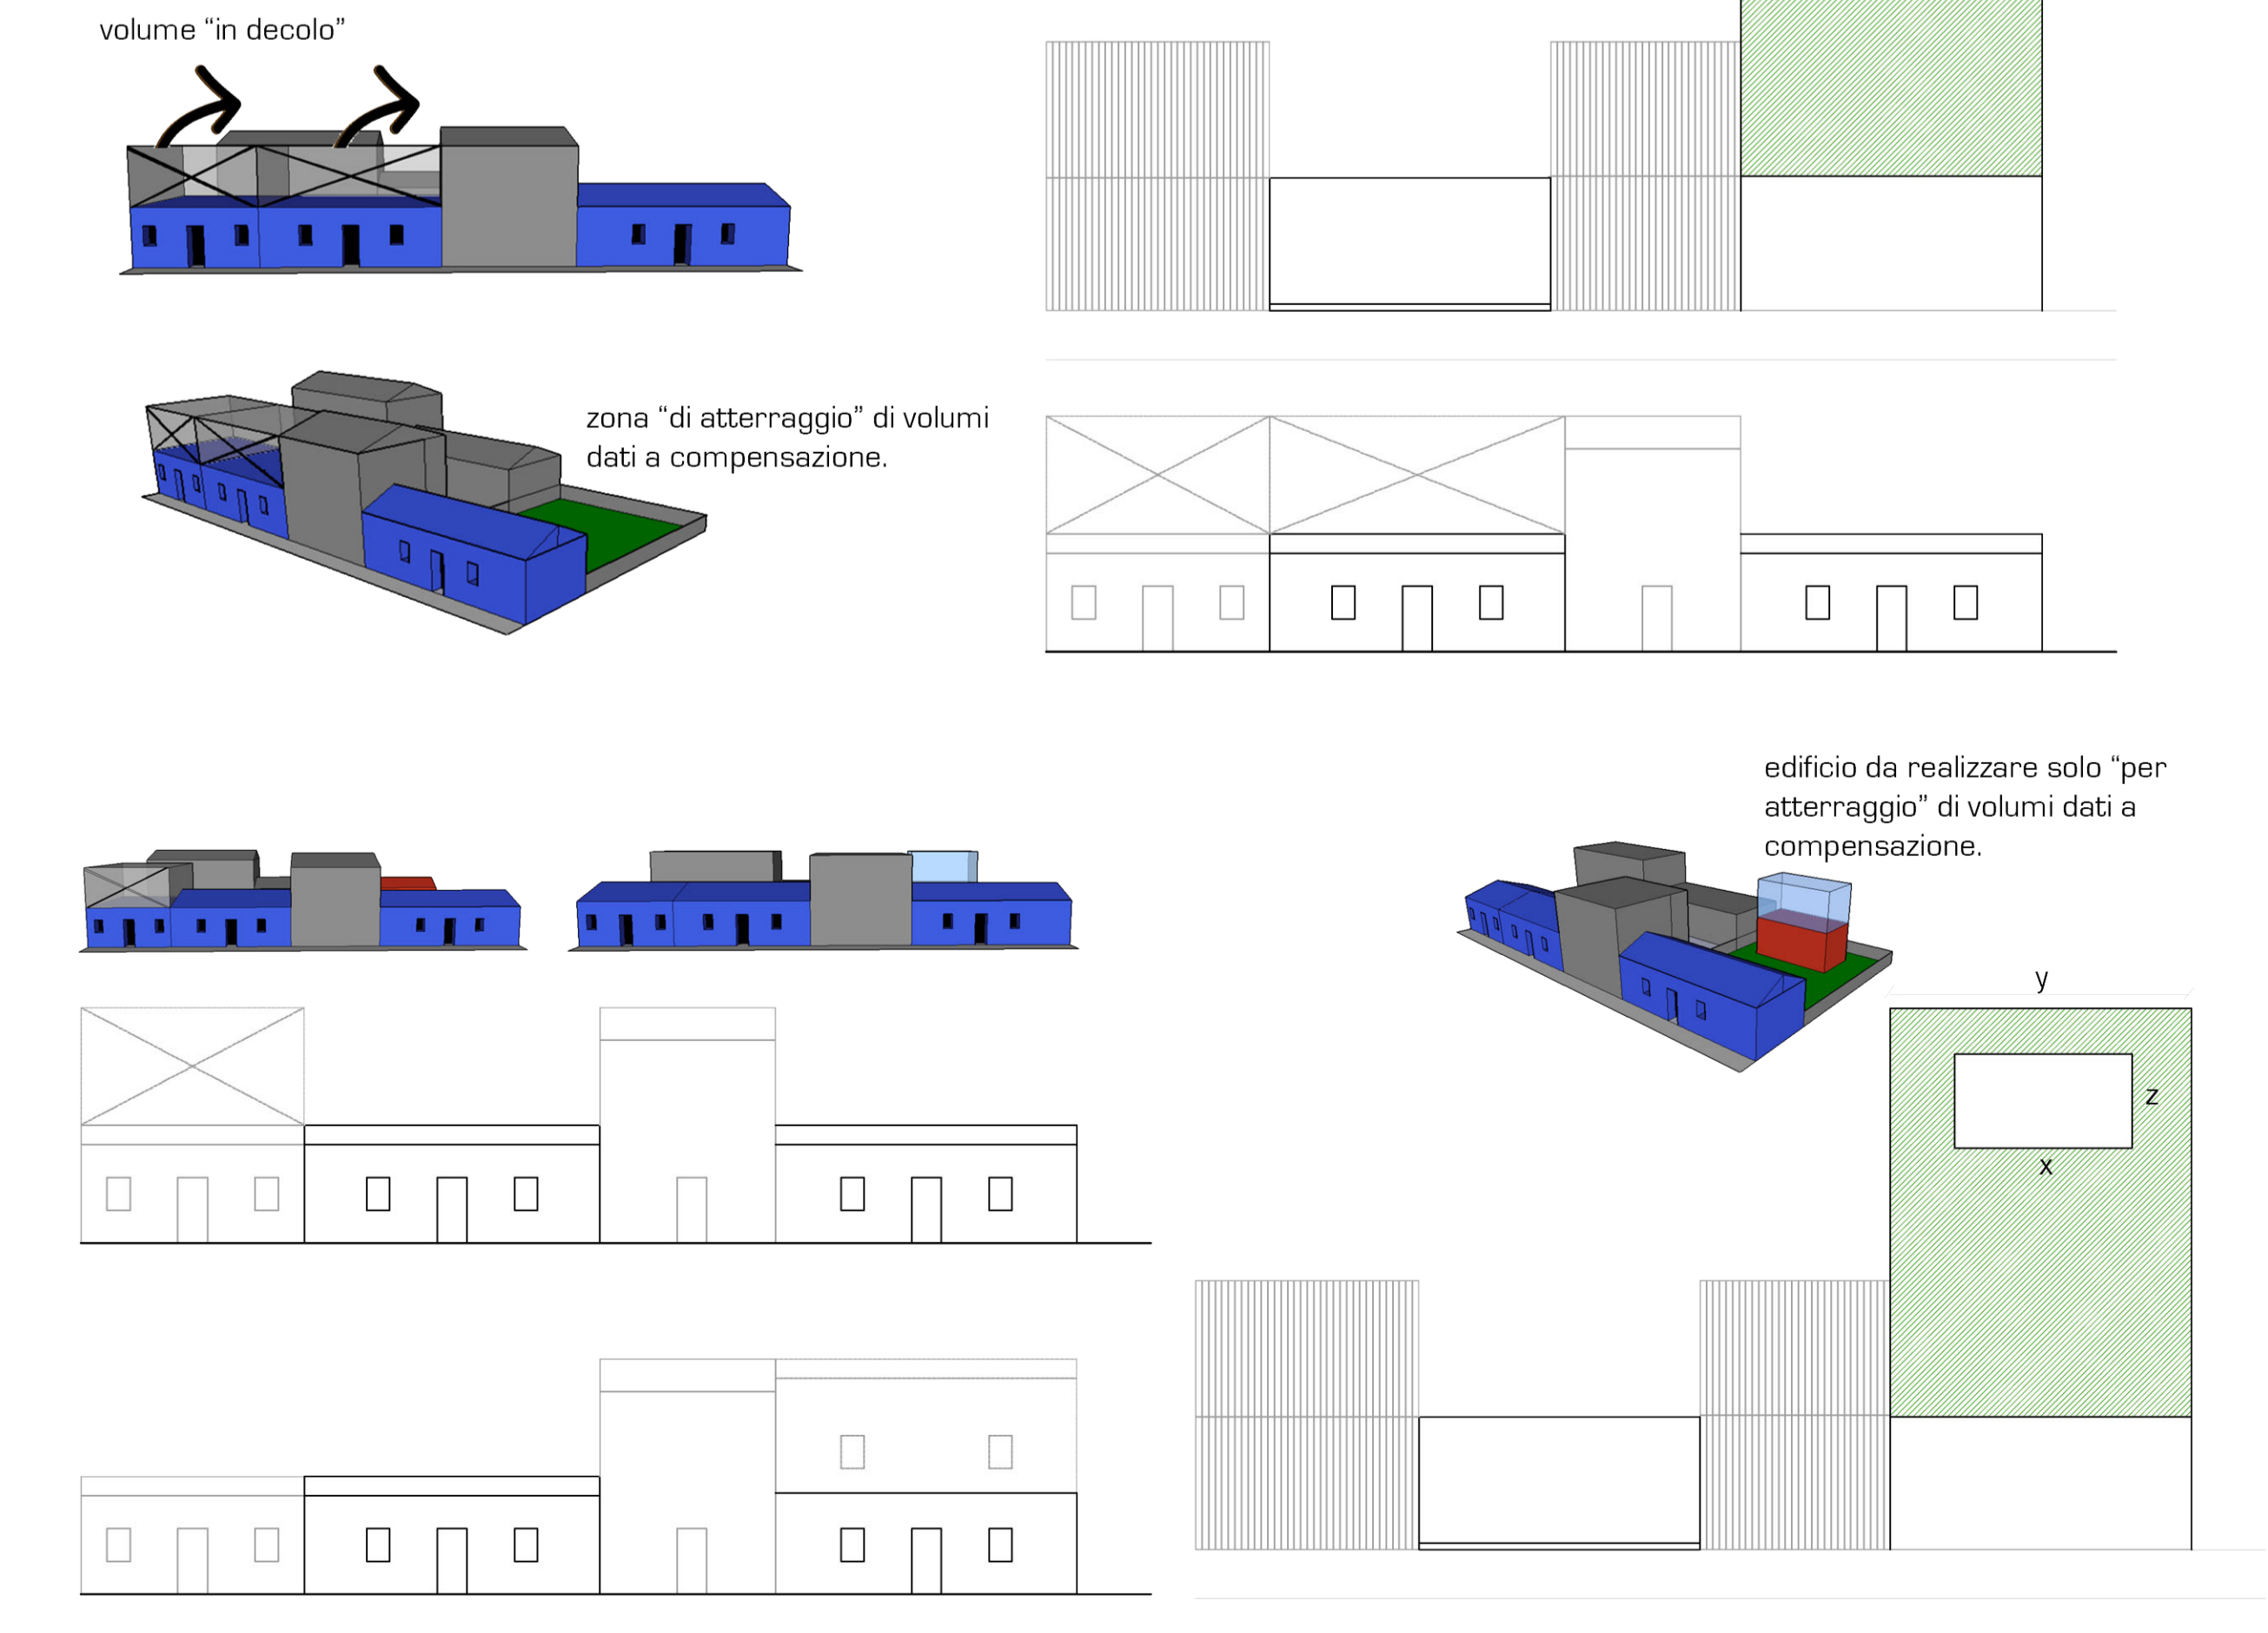 volume “in decolo”
zona “di atterraggio” di volumi
dati a compensazione.
edificio da realizzare solo “per
atterraggio” di volumi dati a
compensazione.
y
z
x